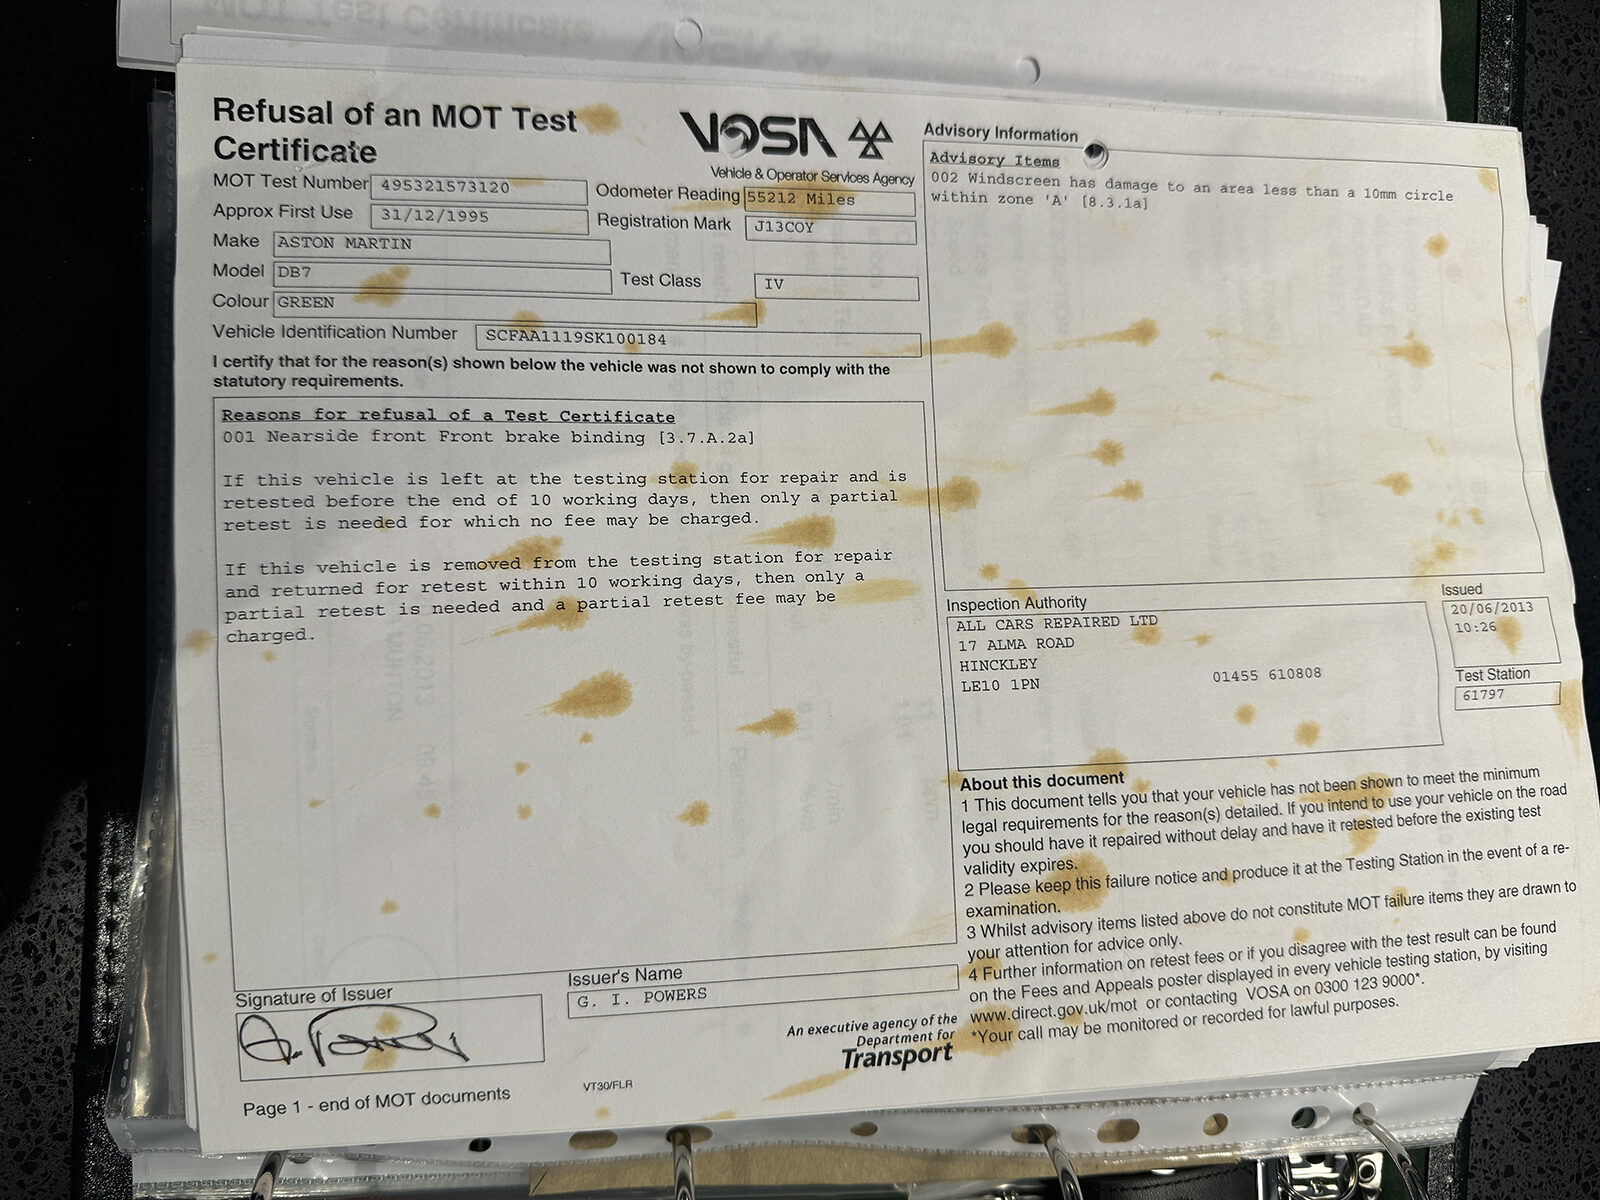 Refusal of an MOT Test
Certificate
VOSA
Vehicle & Operator Services Agency
MOT Test Number 495321573120
Odometer Reading 55212 Miles
Approx First Use 31/12/1995
Registration Mark J13COY
Make ASTON MARTIN
Model DB7
Test Class IV
Colour GREEN
Vehicle Identification Number SCFAA1119SK100184
I certify that for the reason(s) shown below the vehicle was not shown to comply with the
statutory requirements.
Reasons for refusal of a Test Certificate
001 Nearside front Front brake binding [3.7.A.2a]
If this vehicle is left at the testing station for repair and is
retested before the end of 10 working days, then only a partial
retest is needed for which no fee may be charged.
If this vehicle is removed from the testing station for repair
and returned for retest within 10 working days, then only a
partial retest is needed and a partial retest fee may be
charged.
Signature of Issuer
Issuer's Name
G. I. POWERS
An executive agency of the
Department for
Transport
VT30/FLR
Page 1 - end of MOT documents
Advisory Information
Advisory Items
002 Windscreen has damage to an area less than a 10mm circle
within zone 'A' [8.3.1a]
Inspection Authority
ALL CARS REPAIRED LTD
17 ALMA ROAD
HINCKLEY
LE10 1PN 01455 610808
Issued
20/06/2013
10:26
Test Station
61797
About this document
1 This document tells you that your vehicle has not been shown to meet the minimum
legal requirements for the reason(s) detailed. If you intend to use your vehicle on the road
you should have it repaired without delay and have it retested before the existing test
validity expires.
2 Please keep this failure notice and produce it at the Testing Station in the event of a re-
examination.
3 Whilst advisory items listed above do not constitute MOT failure items they are drawn to
your attention for advice only.
4 Further information on retest fees or if you disagree with the test result can be found
on the Fees and Appeals poster displayed in every vehicle testing station, by visiting
www.direct.gov.uk/mot or contacting VOSA on 0300 123 9000*.
*Your call may be monitored or recorded for lawful purposes.